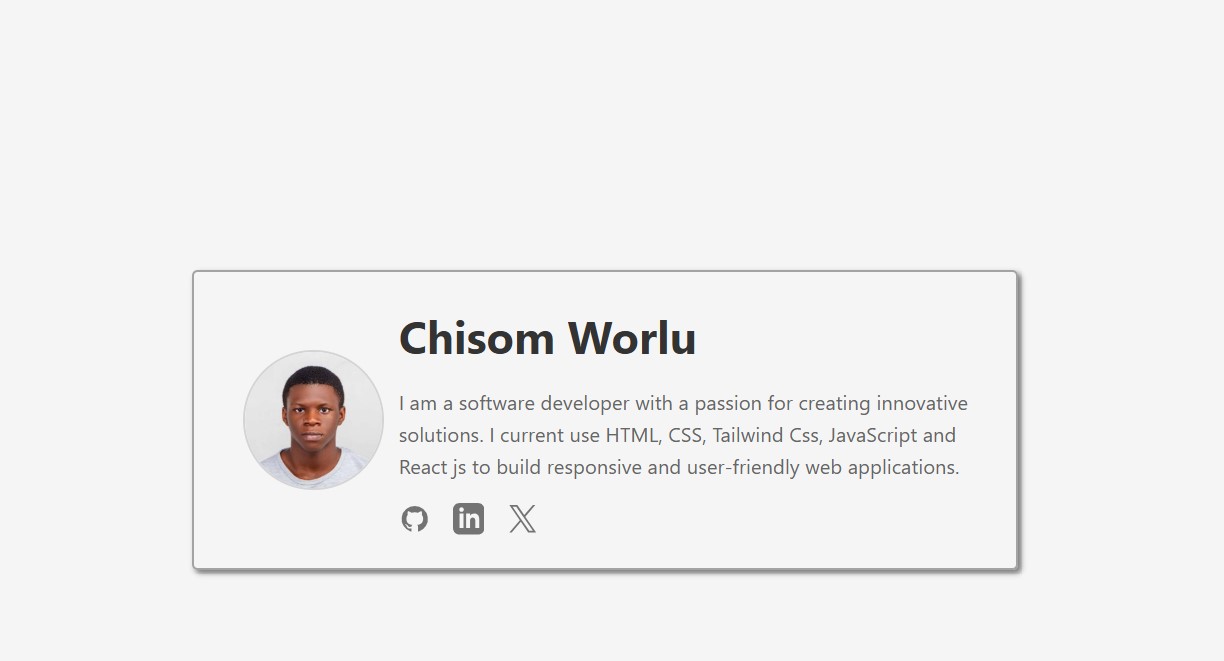 Chisom Worlu
I am a software developer with a passion for creating innovative
solutions. I current use HTML, CSS, Tailwind Css, JavaScript and
React js to build responsive and user-friendly web applications.
in